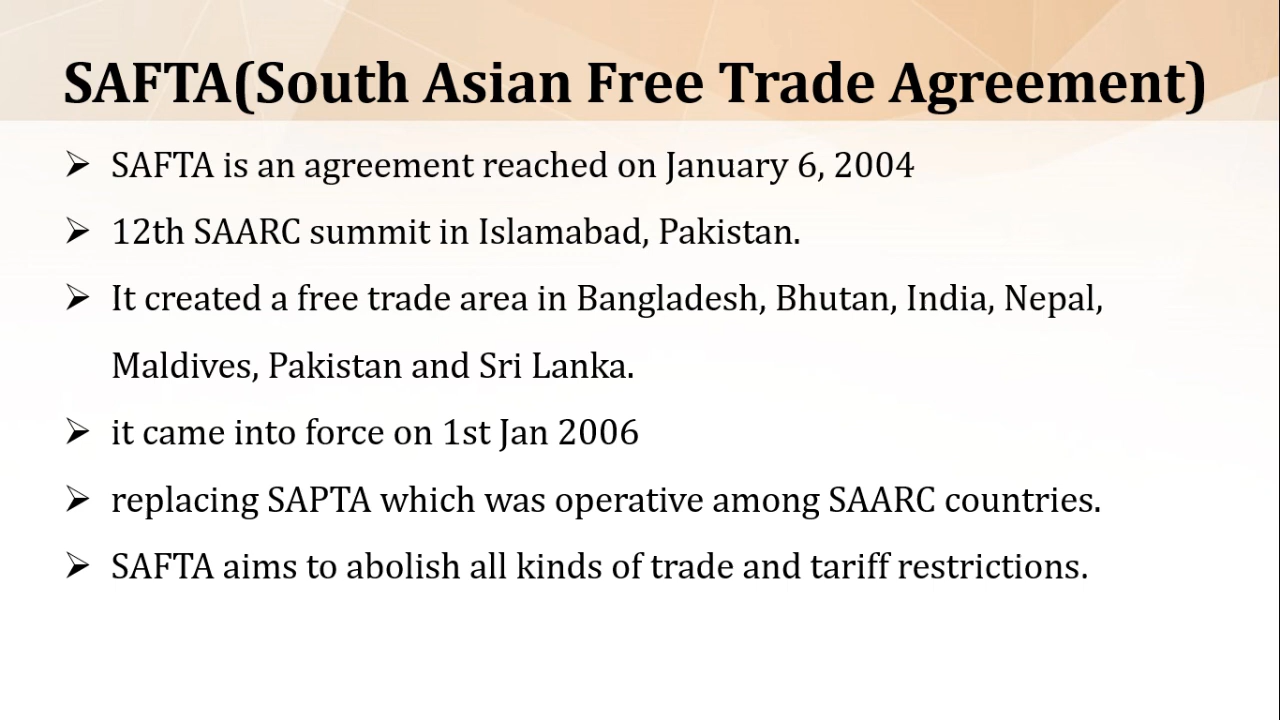 SAFTA(South Asian Free Trade Agreement)
➢ SAFTA is an agreement reached on January 6, 2004
➢ 12th SAARC summit in Islamabad, Pakistan.
➢ It created a free trade area in Bangladesh, Bhutan, India, Nepal,
Maldives, Pakistan and Sri Lanka.
➢ it came into force on 1st Jan 2006
➢ replacing SAPTA which was operative among SAARC countries.
➢ SAFTA aims to abolish all kinds of trade and tariff restrictions.